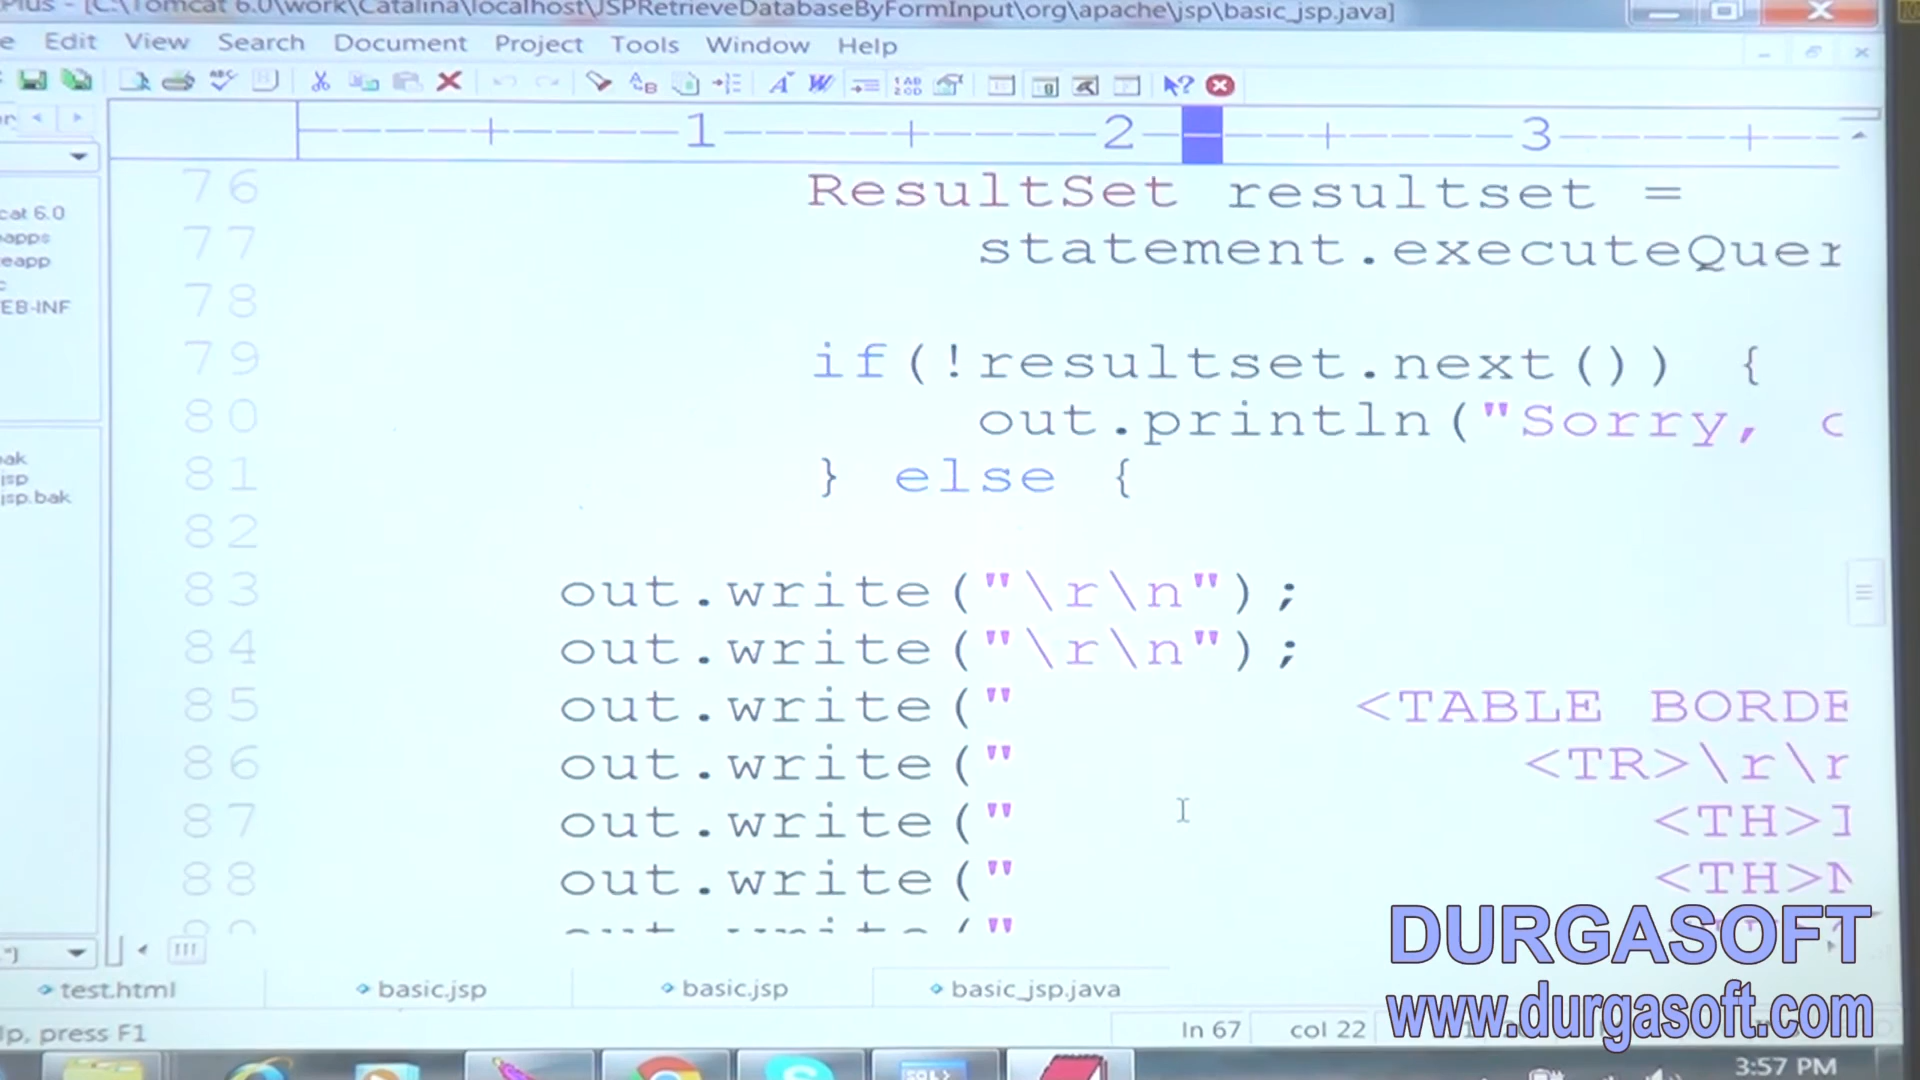 Plus - [C:\Tomcat 6.0\work\Catalina\localhost\JSPRetrieveDatabaseByFormInput\org\apache\jsp\basic_jsp.java]
Edit View Search Document Project Tools Window Help
1 2 3
cat 6.0
EB-INF
jsp
jsp.bak
76 ResultSet resultset =
77 statement.executeQuer
78
79 if(!resultset.next()) {
80 out.println("Sorry, c
81 } else {
82
83 out.write("\r\n");
84 out.write("\r\n");
85 out.write(" <TABLE BORDE
86 out.write(" <TR>\r\r
87 out.write(" <TH>I
88 out.write(" <TH>N
test.html basic.jsp basic.jsp basic_jsp.java
lp, press F1 ln 67 col 22
DURGASOFT
www.durgasoft.com
3:57 PM